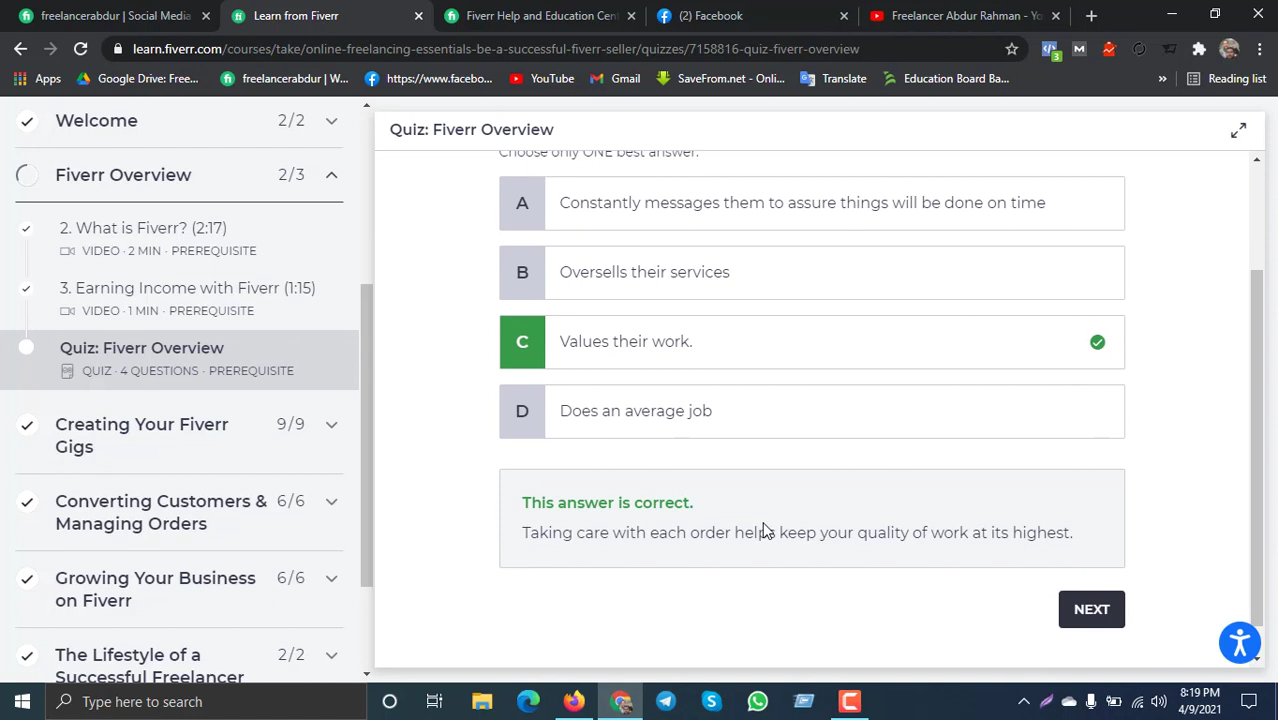 freelancerabdur | Social Media
Learn from Fiverr
Fiverr Help and Education Cen
(2) Facebook
Freelancer Abdur Rahman - Yo
learn.fiverr.com/courses/take/online-freelancing-essentials-be-a-successful-fiverr-seller/quizzes/7158816-quiz-fiverr-overview
3
M
Apps
Google Drive: Free...
freelancerabdur | W...
https://www.facebo...
YouTube
Gmail
SaveFrom.net - Onl...
Translate
Education Board Ba...
»
Reading list
Welcome 2/2
Fiverr Overview 2/3
2. What is Fiverr? (2:17)
VIDEO · 2 MIN · PREREQUISITE
3. Earning Income with Fiverr (1:15)
VIDEO · 1 MIN · PREREQUISITE
Quiz: Fiverr Overview
QUIZ · 4 QUESTIONS · PREREQUISITE
Creating Your Fiverr 9/9
Gigs
Converting Customers & 6/6
Managing Orders
Growing Your Business 6/6
on Fiverr
The Lifestyle of a 2/2
Successful Freelancer
Quiz: Fiverr Overview
Choose only ONE best answer.
A Constantly messages them to assure things will be done on time
B Oversells their services
C Values their work.
D Does an average job
This answer is correct.
Taking care with each order helps keep your quality of work at its highest.
NEXT
Type here to search
8:19 PM
4/9/2021